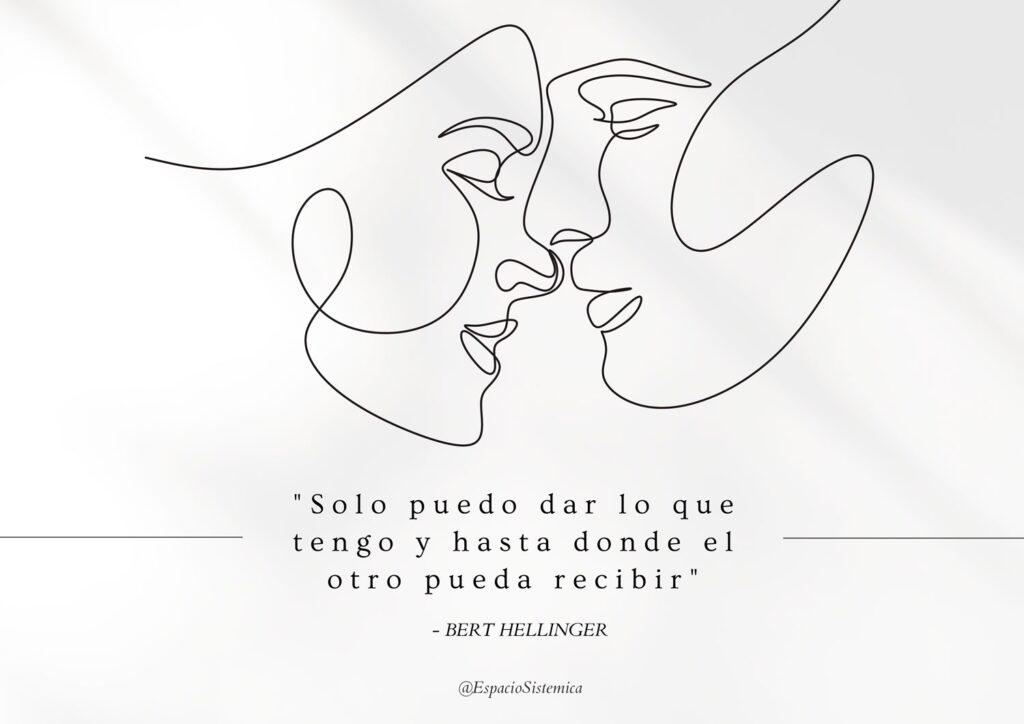 "Solo puedo dar lo que
tengo y hasta donde el
otro pueda recibir"
- BERT HELLINGER
@EspacioSistemica